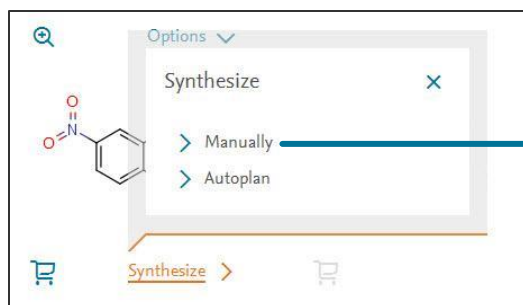 Options
Synthesize
O
N
O
Manually
Autoplan
Synthesize